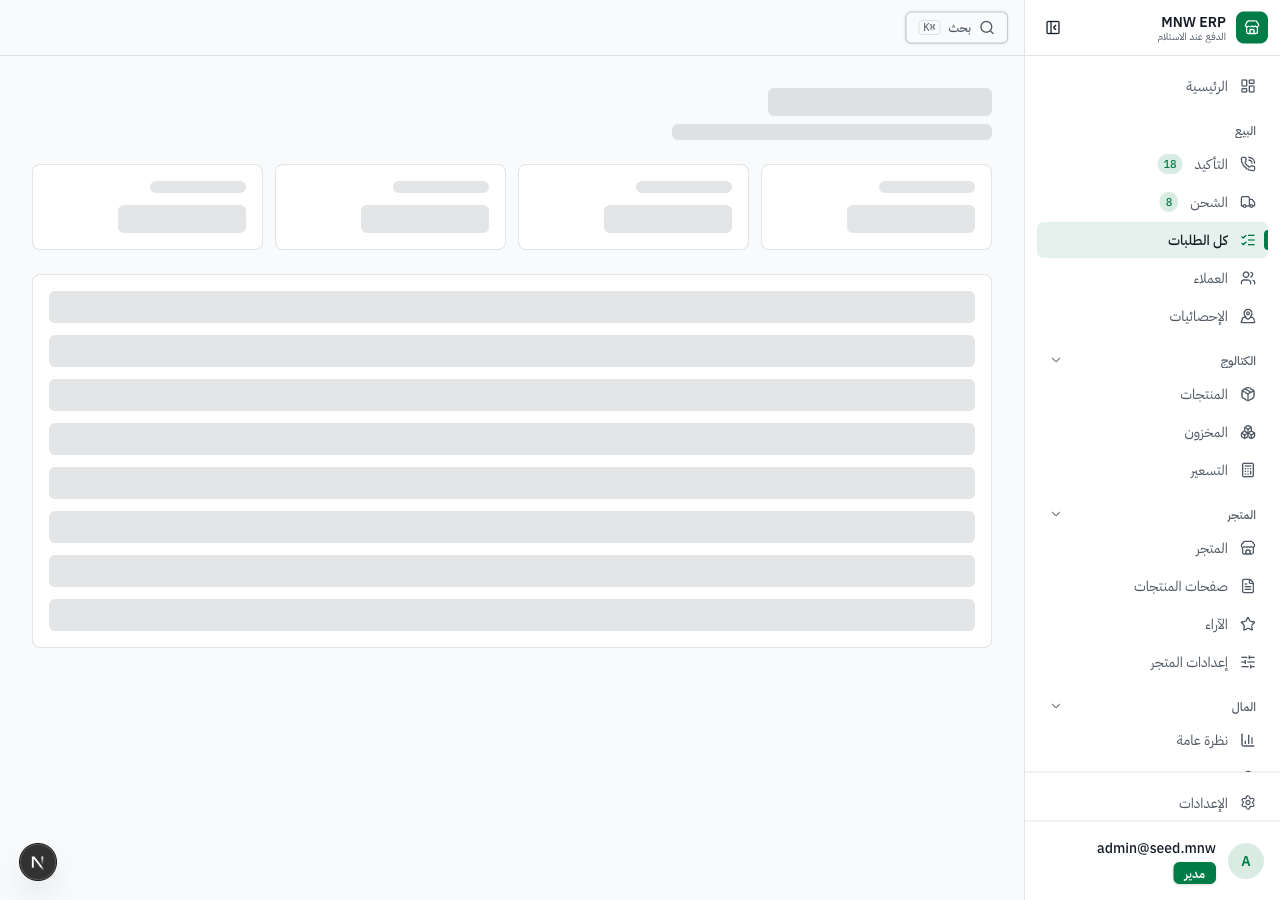 MNW ERP
الدفع عند الاستلام
بحث ⌘K
الرئيسية
البيع
التأكيد 18
الشحن 8
كل الطلبات
العملاء
الإحصائيات
الكتالوج
المنتجات
المخزون
التسعير
المتجر
المتجر
صفحات المنتجات
الآراء
إعدادات المتجر
المال
نظرة عامة
الإعدادات
A
admin@seed.mnw
مدير
N